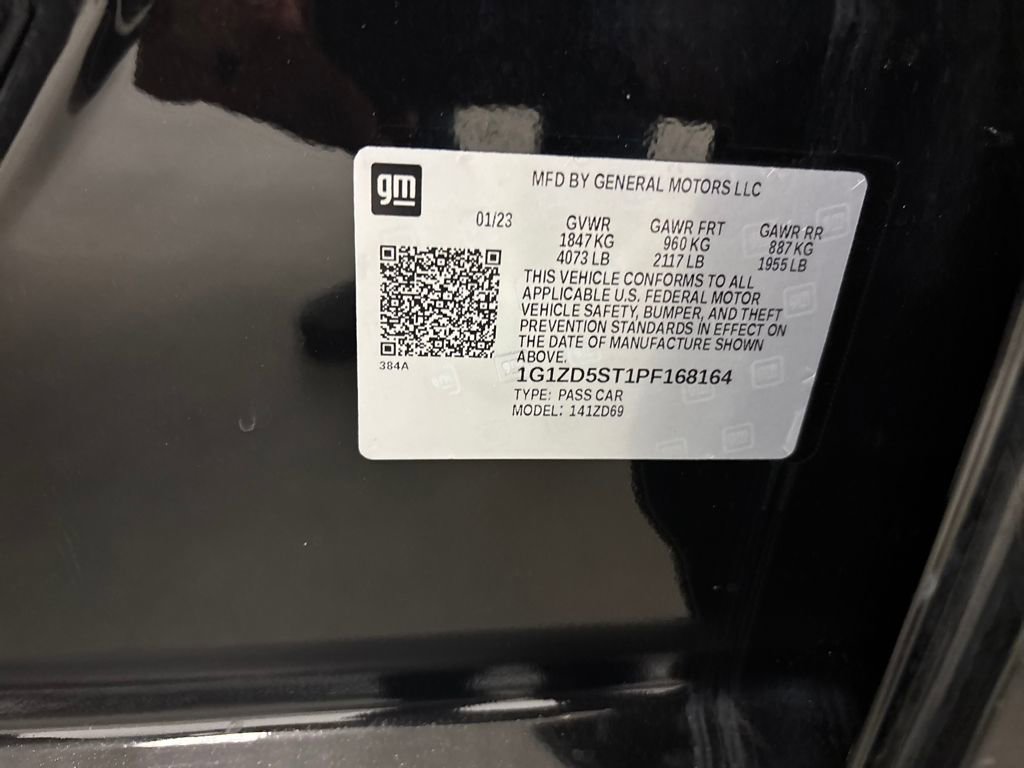 gm
MFD BY GENERAL MOTORS LLC
01/23 GVWR GAWR FRT GAWR RR
1847 KG 960 KG 887 KG
4073 LB 2117 LB 1955 LB
THIS VEHICLE CONFORMS TO ALL
APPLICABLE U.S. FEDERAL MOTOR
VEHICLE SAFETY, BUMPER, AND THEFT
PREVENTION STANDARDS IN EFFECT ON
THE DATE OF MANUFACTURE SHOWN
ABOVE.
384A
1G1ZD5ST1PF168164
TYPE: PASS CAR
MODEL: 141ZD69